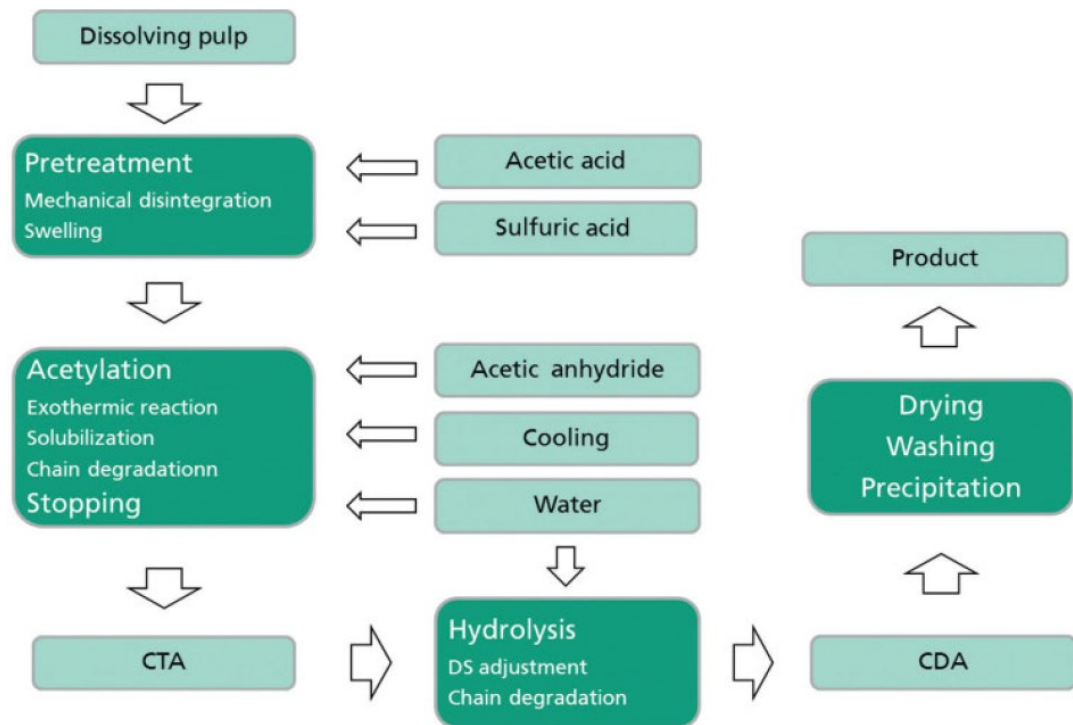 Dissolving pulp
Pretreatment
Mechanical disintegration
Swelling
Acetic acid
Sulfuric acid
Acetylation
Exothermic reaction
Solubilization
Chain degradationn
Stopping
Acetic anhydride
Cooling
Water
CTA
Hydrolysis
DS adjustment
Chain degradation
CDA
Drying
Washing
Precipitation
Product